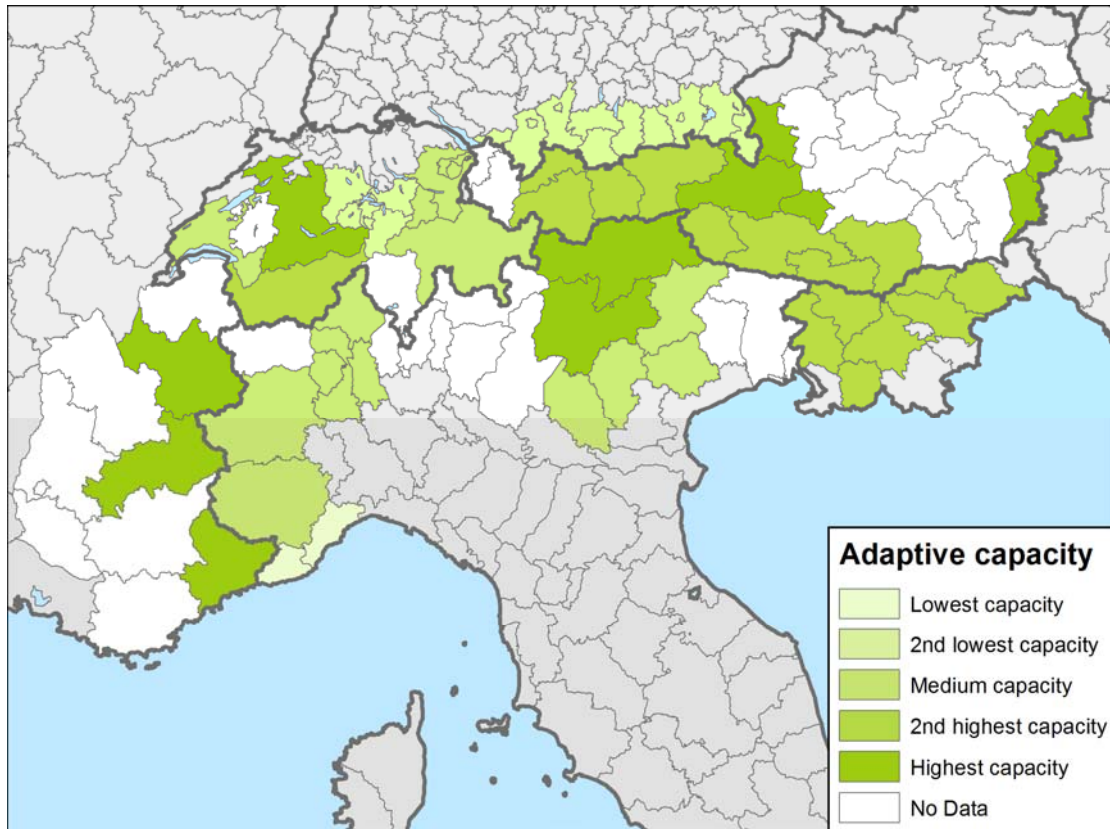 Adaptive capacity
Lowest capacity
2nd lowest capacity
Medium capacity
2nd highest capacity
Highest capacity
No Data